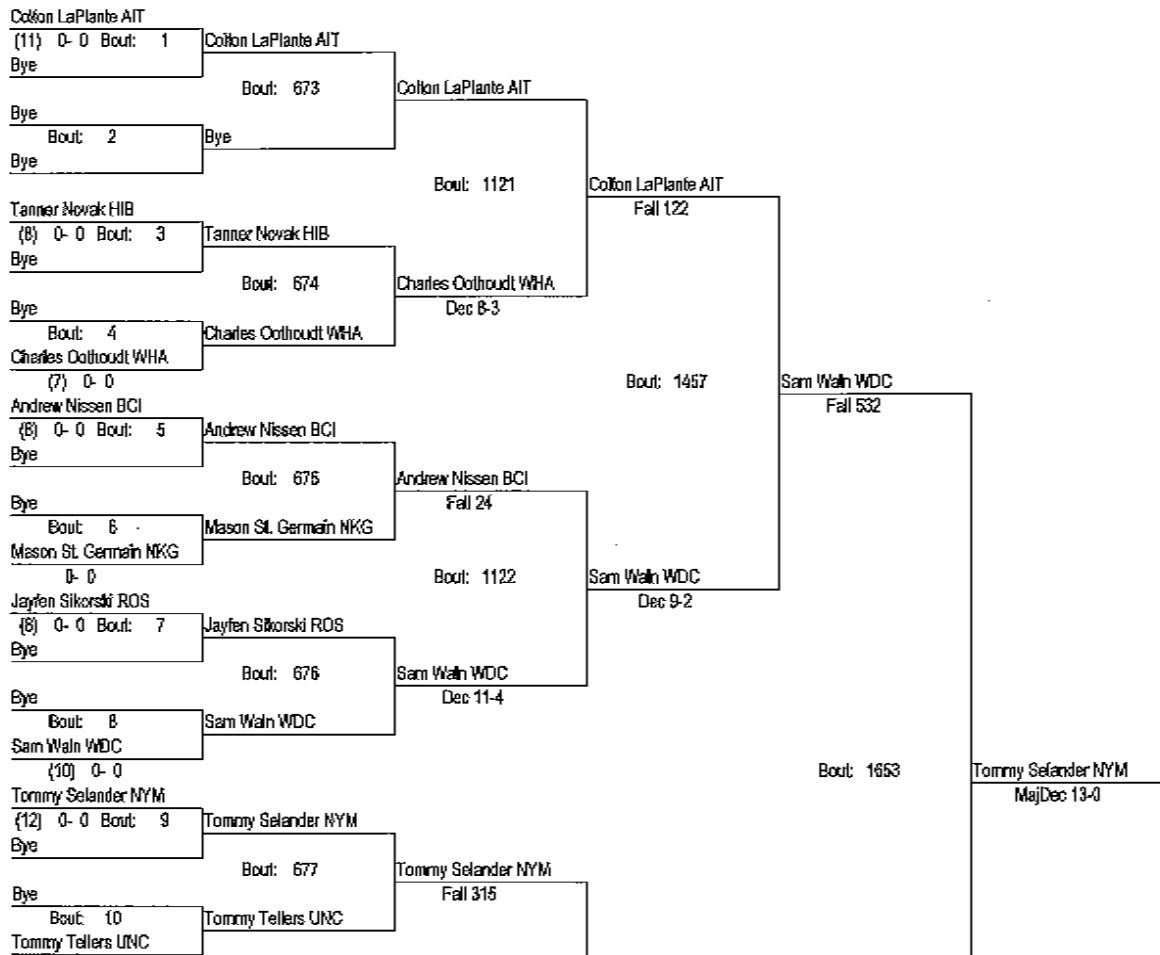 Colton LaPlante AIT
(11) 0- 0 Bout: 1
Bye
Colton LaPlante AIT
Bout: 673
Colton LaPlante AIT
Bye
Bout: 2
Bye
Bye
Bout: 1121
Colton LaPlante AIT
Fall 122
Tanner Novak HIB
(8) 0- 0 Bout: 3
Bye
Tanner Novak HIB
Bout: 674
Charles Oothoudt WHA
Dec 8-3
Bye
Bout: 4
Charles Oothoudt WHA
(7) 0- 0
Charles Oothoudt WHA
Bout: 1457
Sam Waln WDC
Fall 532
Andrew Nissen BCI
(6) 0- 0 Bout: 5
Bye
Andrew Nissen BCI
Bout: 675
Andrew Nissen BCI
Fall 24
Bye
Bout: 6
Mason St. Germain NKG
0- 0
Mason St. Germain NKG
Bout: 1122
Sam Waln WDC
Dec 9-2
Jayfen Sikorski ROS
(8) 0- 0 Bout: 7
Bye
Jayfen Sikorski ROS
Bout: 676
Sam Waln WDC
Dec 11-4
Bye
Bout: 8
Sam Waln WDC
(10) 0- 0
Sam Waln WDC
Bout: 1653
Tommy Selander NYM
MajDec 13-0
Tommy Selander NYM
(12) 0- 0 Bout: 9
Bye
Tommy Selander NYM
Bout: 677
Tommy Selander NYM
Fall 315
Bye
Bout: 10
Tommy Tellers UNC
Tommy Tellers UNC